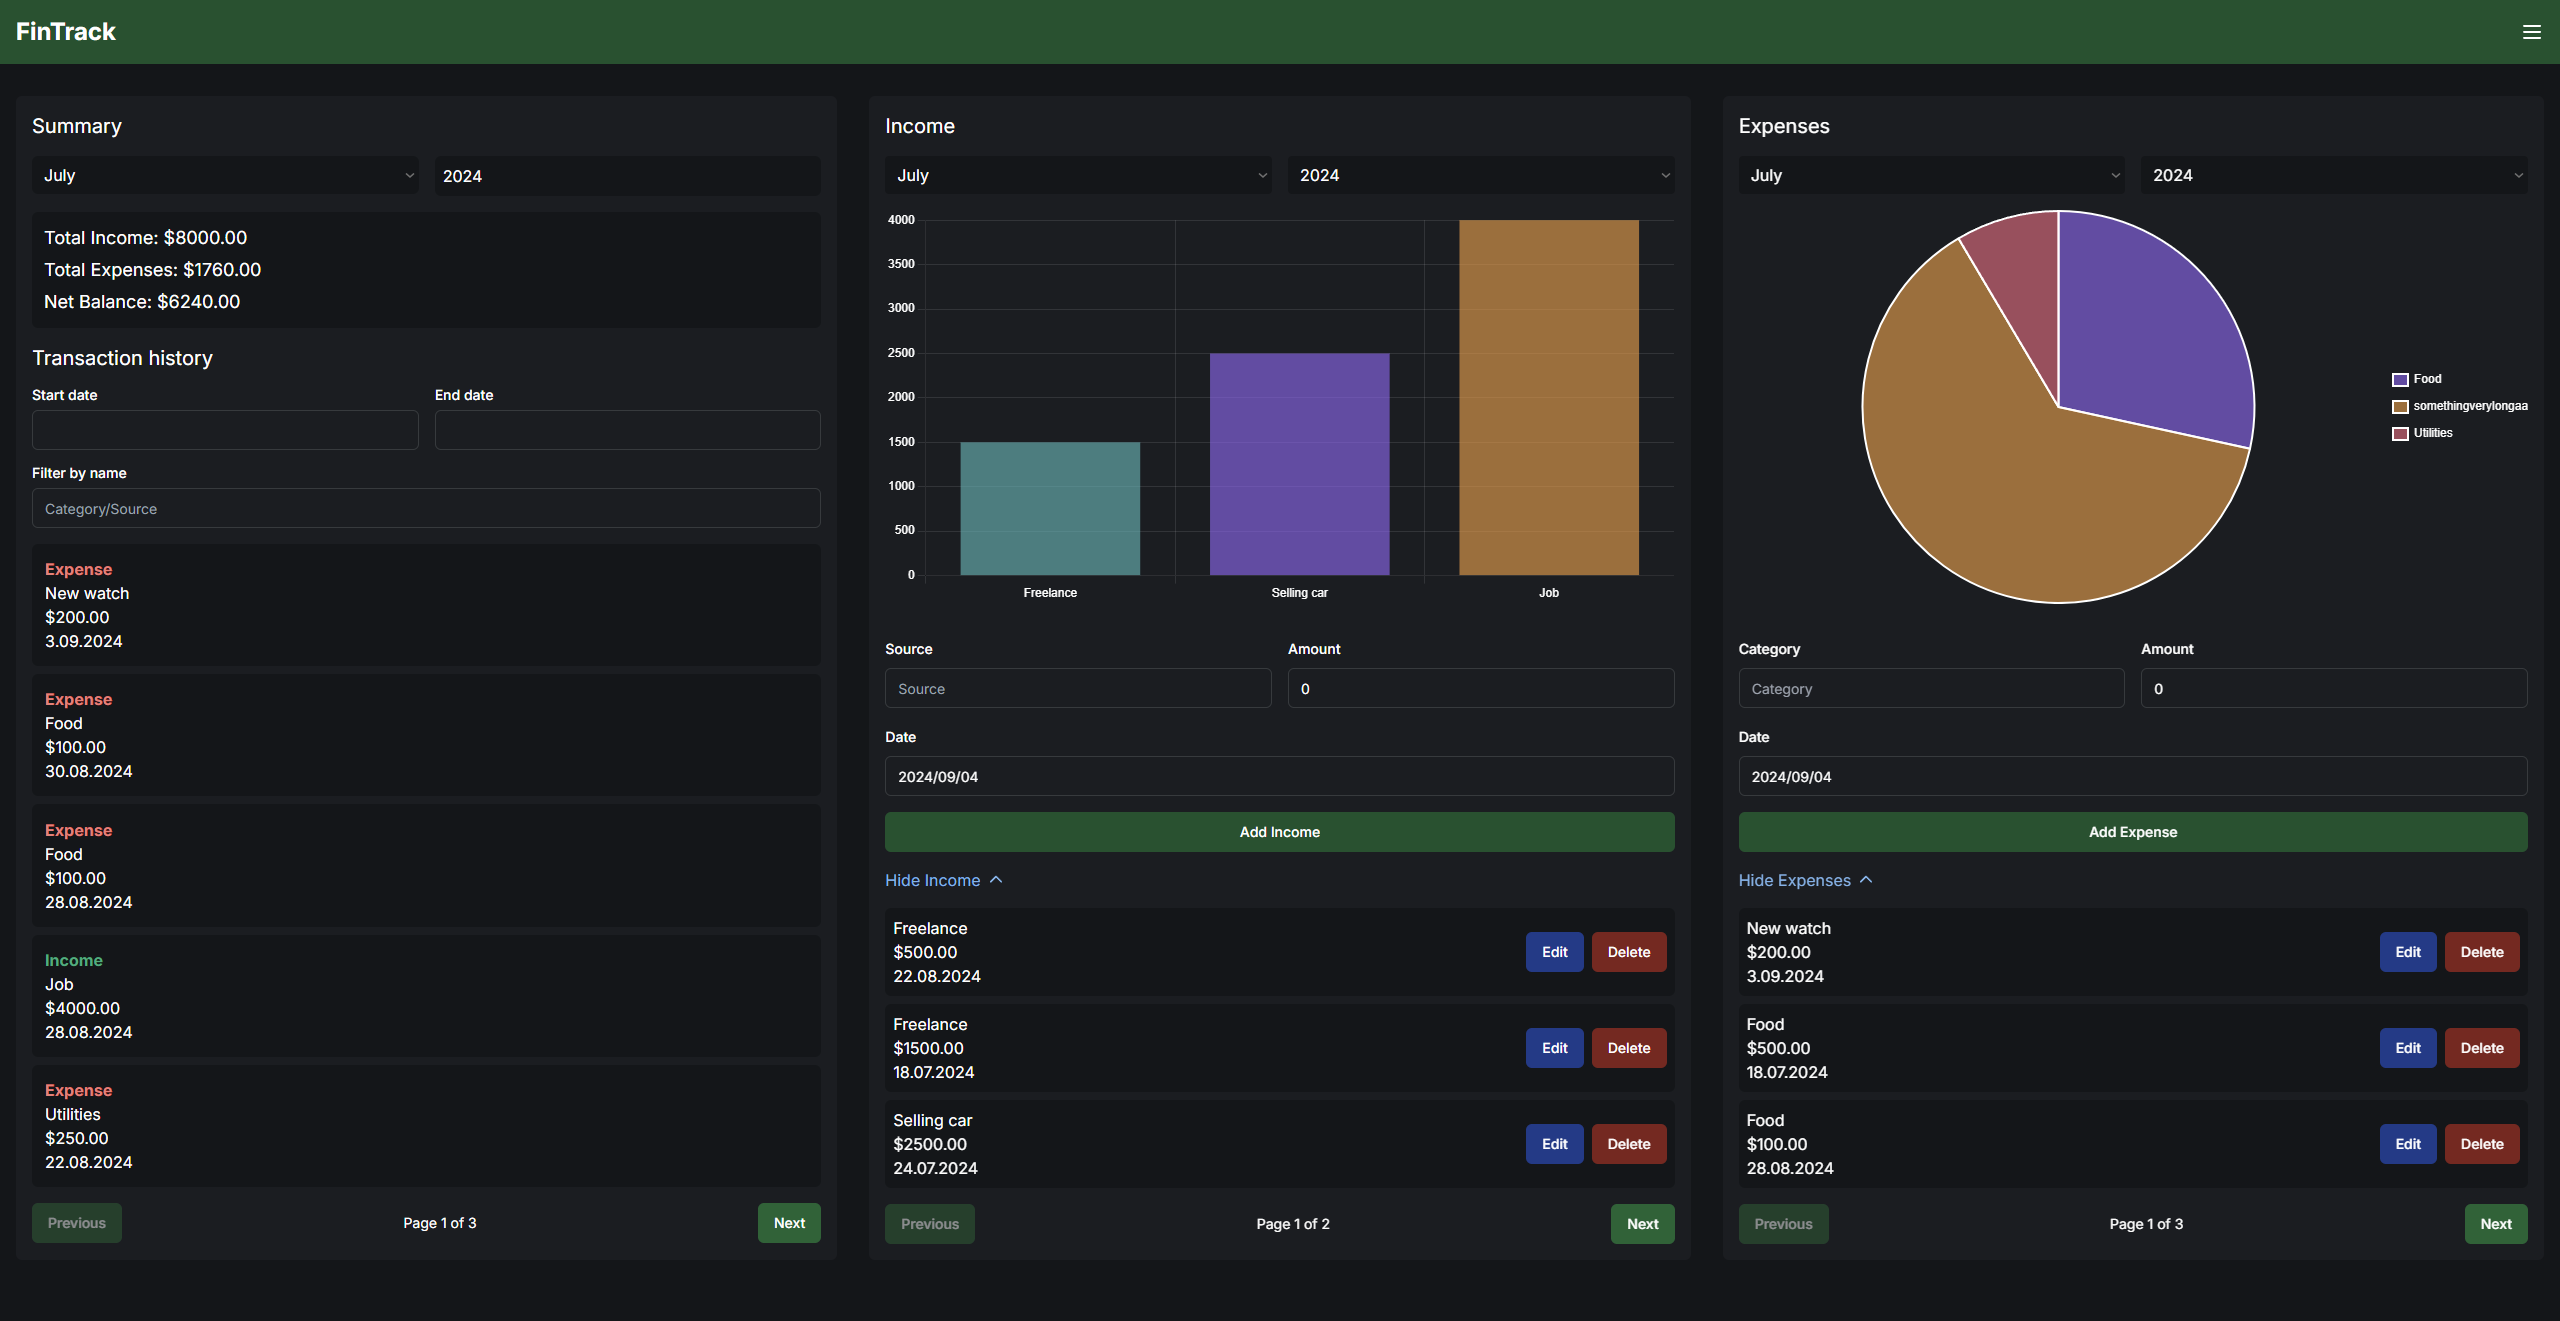 FinTrack
Summary
July
2024
Total Income: $8000.00
Total Expenses: $1760.00
Net Balance: $6240.00
Transaction history
Start date
End date
Filter by name
Category/Source
Expense
New watch
$200.00
3.09.2024
Expense
Food
$100.00
30.08.2024
Expense
Food
$100.00
28.08.2024
Income
Job
$4000.00
28.08.2024
Expense
Utilities
$250.00
22.08.2024
Previous
Page 1 of 3
Next
Income
July
2024
4000
3500
3000
2500
2000
1500
1000
500
0
Freelance
Selling car
Job
Source
Amount
Source
0
Date
2024/09/04
Add Income
Hide Income
Freelance
$500.00
22.08.2024
Edit
Delete
Freelance
$1500.00
18.07.2024
Edit
Delete
Selling car
$2500.00
24.07.2024
Edit
Delete
Previous
Page 1 of 2
Next
Expenses
July
2024
Food
somethingverylongaa
Utilities
Category
Amount
Category
0
Date
2024/09/04
Add Expense
Hide Expenses
New watch
$200.00
3.09.2024
Edit
Delete
Food
$500.00
18.07.2024
Edit
Delete
Food
$100.00
28.08.2024
Edit
Delete
Previous
Page 1 of 3
Next